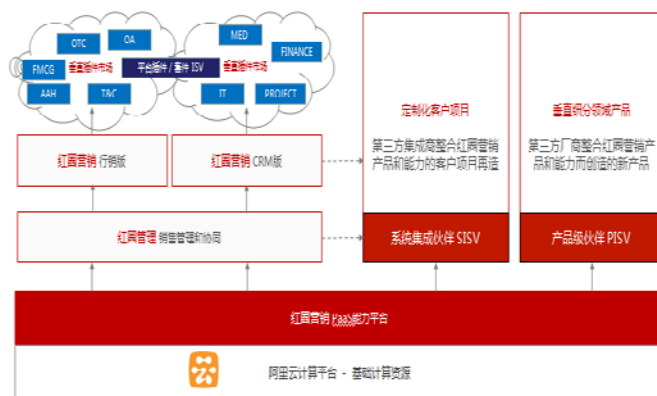 OTC
OA
FMCG
垂直插件市场
AAH
T&C
平台插件 / 套件 ISV
MED
FINANCE
垂直插件市场
IT
PROJECT
红圈营销 行销版
红圈营销 CRM版
红圈管理 销售管理和协同
定制化客户项目
第三方集成商整合红圈营销
产品和能力的客户项目再造
系统集成伙伴 SISV
垂直细分领域产品
第三方厂商整合红圈营销产
品和能力而创造的新产品
产品级伙伴 PISV
红圈营销 PaaS能力平台
阿里云计算平台 - 基础计算资源